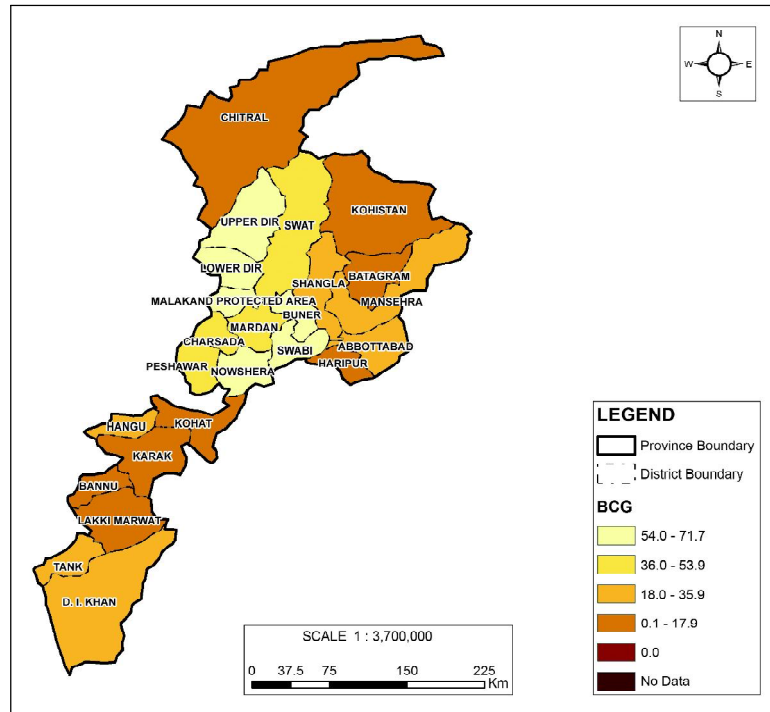 N
W E
S
CHITRAL
KOHISTAN
UPPER DIR
SWAT
LOWER DIR
BATAGRAM
SHANGLA
MANSEHRA
MALAKAND PROTECTED AREA
BUNER
MARDAN
CHARSADA
ABBOTTABAD
SWABI
HARIPUR
PESHAWAR
NOWSHERA
HANGU
KOHAT
KARAK
BANNU
LAKKI MARWAT
TANK
D. I. KHAN
LEGEND
Province Boundary
District Boundary
BCG
54.0 - 71.7
36.0 - 53.9
18.0 - 35.9
0.1 - 17.9
0.0
No Data
SCALE 1 : 3,700,000
0 37.5 75 150 225
Km